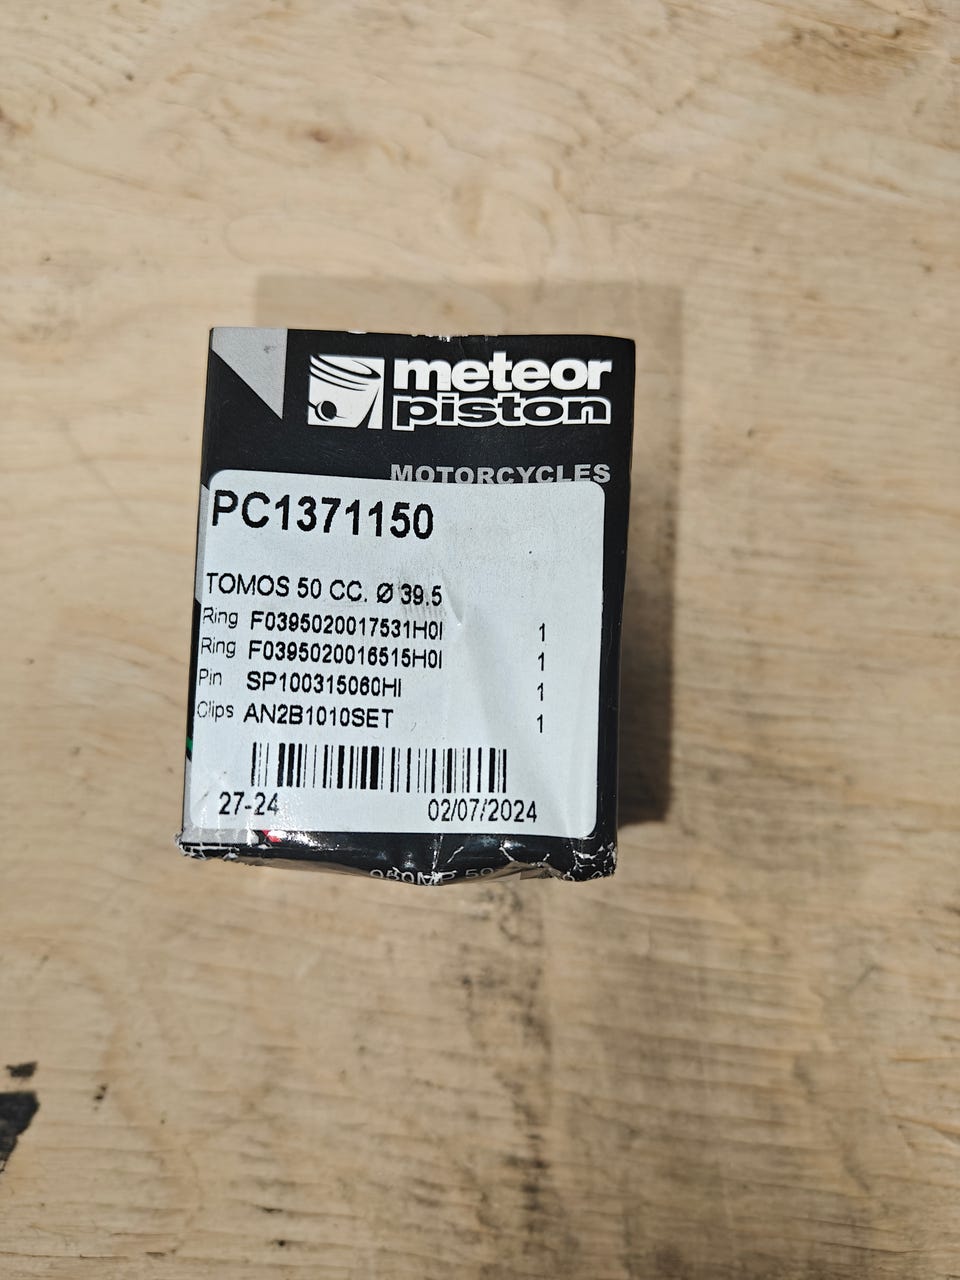 meteor
piston
MOTORCYCLES
PC1371150
TOMOS 50 CC. Ø 39.5
Ring F0395020017531H0I 1
Ring F0395020016515H0I 1
Pin SP100315060HI 1
Clips AN2B1010SET 1
27-24 02/07/2024